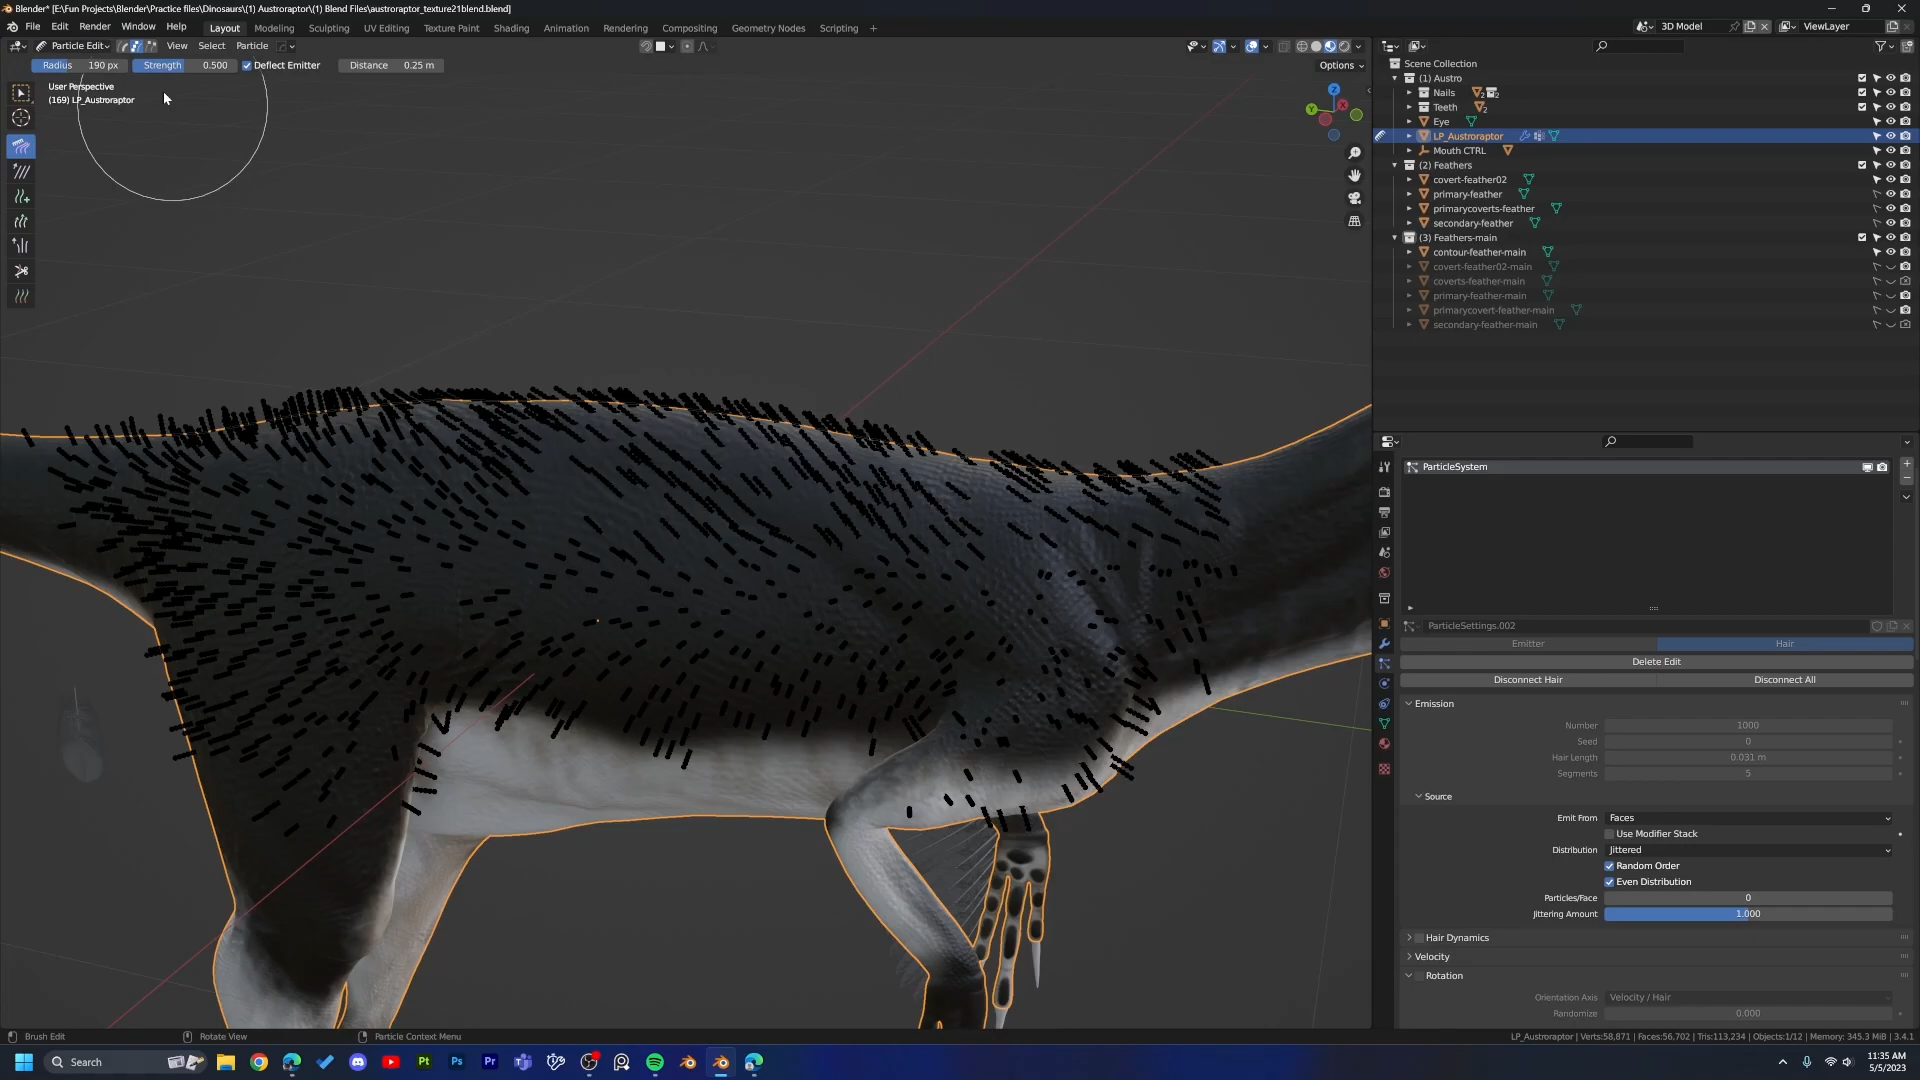 Blender* [E:\Fun Projects\Blender\Practice files\Dinosaurs\(1) Austroraptor\(1) Blend Files\austroraptor_texture21blend.blend]
File Edit Render Window Help Layout Modeling Sculpting UV Editing Texture Paint Shading Animation Rendering Compositing Geometry Nodes Scripting + 3D Model ViewLayer
Particle Edit View Select Particle
Radius 190 px Strength 0.500 Deflect Emitter Distance 0.25 m Options
User Perspective
(169) LP_Austroraptor
Z
Y
X
Scene Collection
(1) Austro
Nails 2 2
Teeth 2
Eye
LP_Austroraptor
Mouth CTRL
(2) Feathers
covert-feather02
primary-feather
primarycoverts-feather
secondary-feather
(3) Feathers-main
contour-feather-main
covert-feather02-main
coverts-feather-main
primary-feather-main
primarycovert-feather-main
secondary-feather-main
ParticleSystem
ParticleSettings.002
Emitter Hair
Delete Edit
Disconnect Hair Disconnect All
Emission
Number 1000
Seed 0
Hair Length 0.031 m
Segments 5
Source
Emit From Faces
Use Modifier Stack
Distribution Jittered
Random Order
Even Distribution
Particles/Face 0
Jittering Amount 1.000
Hair Dynamics
Velocity
Rotation
Orientation Axis Velocity / Hair
Randomize 0.000
Brush Edit Rotate View Particle Context Menu LP_Austroraptor | Verts:58,871 | Faces:56,702 | Tris:113,234 | Objects:1/12 | Memory: 345.3 MiB | 3.4.1
Search Pt Ps Pr 11:35 AM
5/5/2023